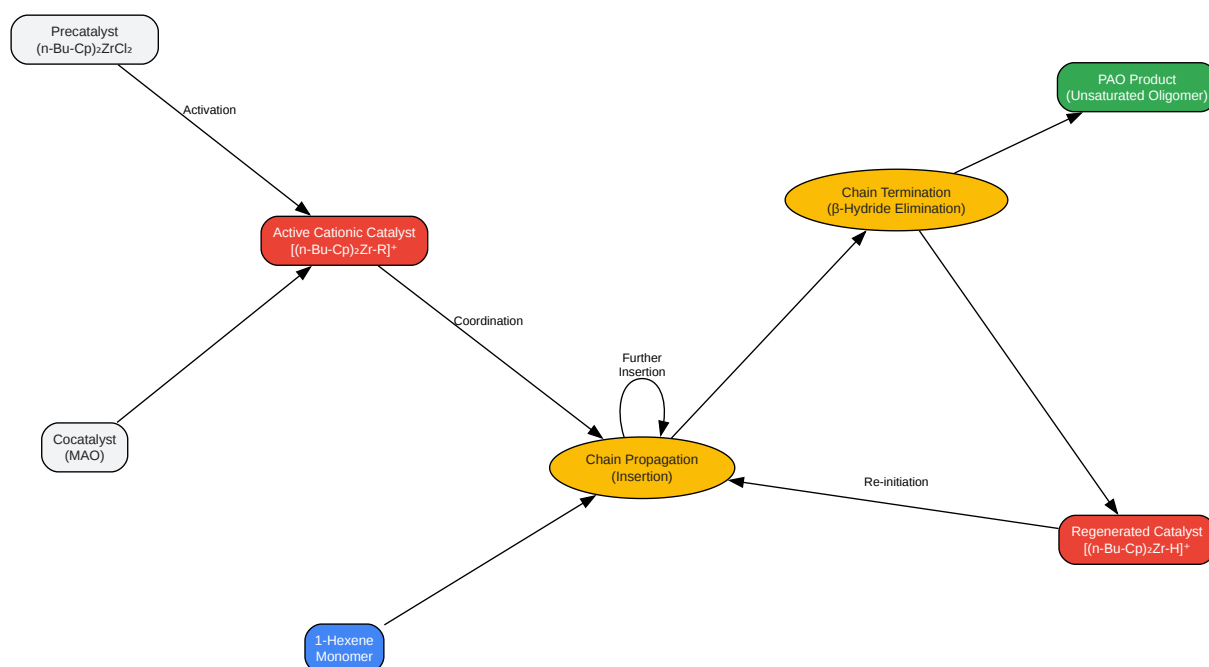 Precatalyst
(n-Bu-Cp)₂ZrCl₂
PAO Product
(Unsaturated Oligomer)
Activation
Chain Termination
(β-Hydride Elimination)
Active Cationic Catalyst
[(n-Bu-Cp)₂Zr-R]⁺
Coordination
Further
Insertion
Cocatalyst
(MAO)
Chain Propagation
(Insertion)
Re-initiation
Regenerated Catalyst
[(n-Bu-Cp)₂Zr-H]⁺
1-Hexene
Monomer